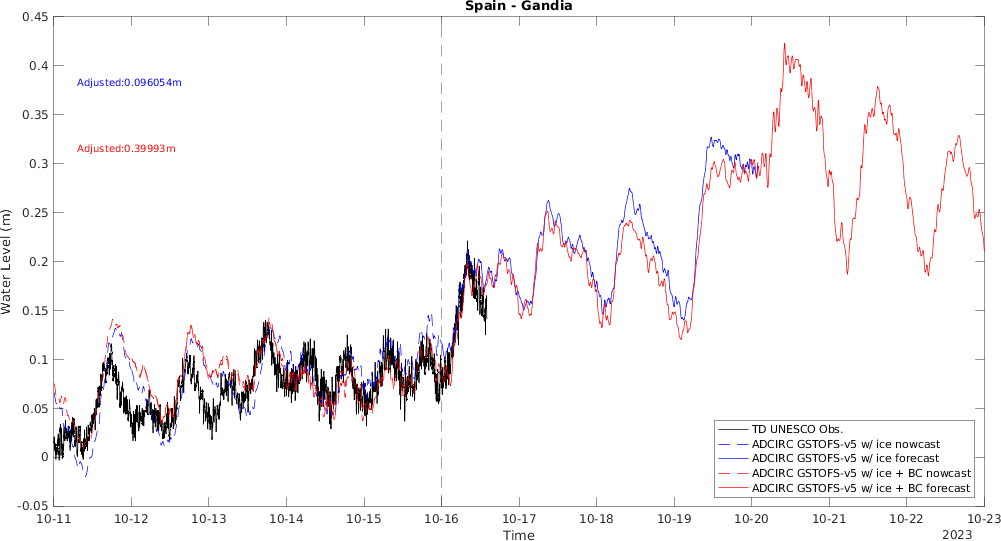 Spain - Gandia
0.45
0.4
0.35
0.3
0.25
0.2
0.15
0.1
0.05
0
-0.05
Water Level (m)
Adjusted:0.096054m
Adjusted:0.39993m
TD UNESCO Obs.
ADCIRC GSTOFS-v5 w/ ice nowcast
ADCIRC GSTOFS-v5 w/ ice forecast
ADCIRC GSTOFS-v5 w/ ice + BC nowcast
ADCIRC GSTOFS-v5 w/ ice + BC forecast
10-11 10-12 10-13 10-14 10-15 10-16 10-17 10-18 10-19 10-20 10-21 10-22 10-23
Time
2023